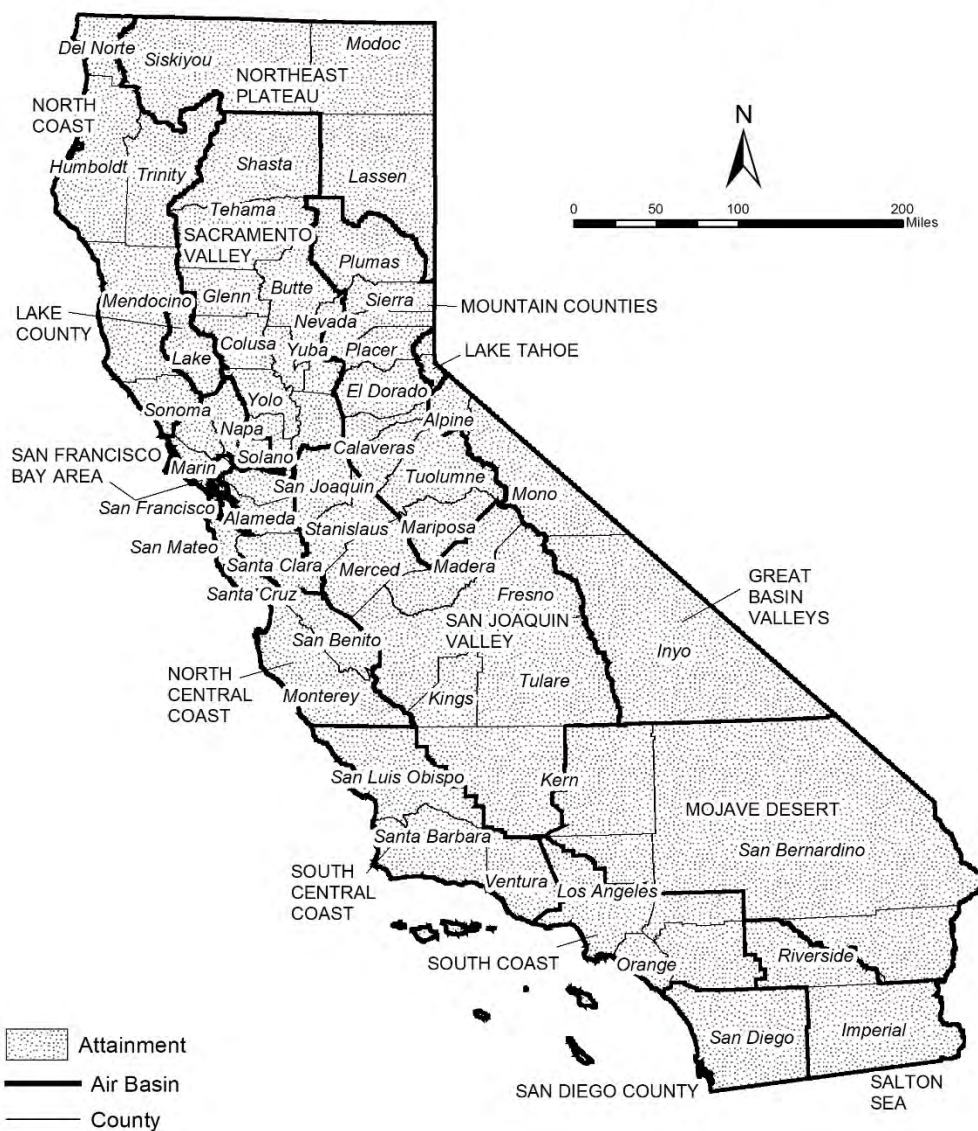 Del Norte
Siskiyou
Modoc
NORTHEAST
PLATEAU
NORTH
COAST
N
Humboldt
Trinity
Shasta
Lassen
Tehama
0 50 100 200
Miles
SACRAMENTO
VALLEY
Plumas
Mendocino
Glenn
Butte
Sierra
MOUNTAIN COUNTIES
LAKE
COUNTY
Nevada
Colusa
Yuba
Placer
Lake
LAKE TAHOE
El Dorado
Sonoma
Yolo
Napa
Alpine
SAN FRANCISCO
BAY AREA
Marin
Solano
Calaveras
Tuolumne
San Joaquin
Mono
San Francisco
Alameda
Stanislaus
Mariposa
San Mateo
Santa Clara
Merced
Madera
Santa Cruz
Fresno
GREAT
BASIN
VALLEYS
San Benito
SAN JOAQUIN
VALLEY
Inyo
NORTH
CENTRAL
COAST
Monterey
Kings
Tulare
San Luis Obispo
Kern
MOJAVE DESERT
Santa Barbara
San Bernardino
SOUTH
CENTRAL
COAST
Ventura
Los Angeles
SOUTH COAST
Orange
Riverside
San Diego
Imperial
SAN DIEGO COUNTY
SALTON
SEA
Attainment
Air Basin
County